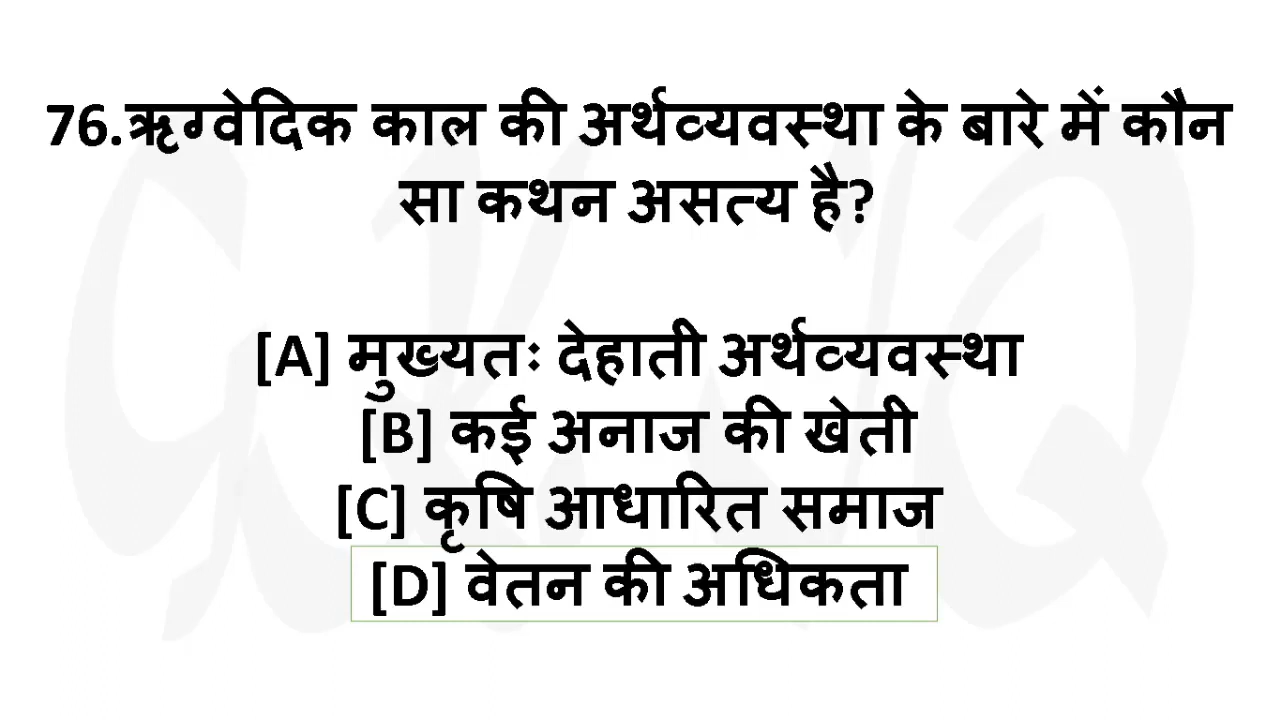 76.ऋग्वेदिक काल की अर्थव्यवस्था के बारे में कौन
सा कथन असत्य है?
[A] मुख्यतः देहाती अर्थव्यवस्था
[B] कई अनाज की खेती
[C] कृषि आधारित समाज
[D] वेतन की अधिकता